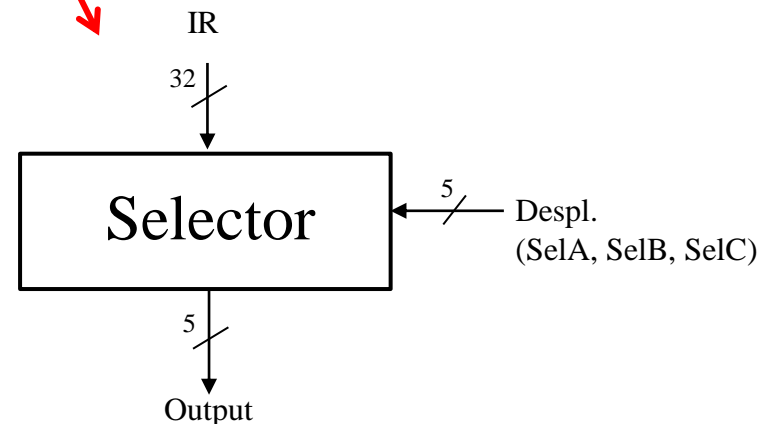 IR
32
Selector
5
Despl.
(SelA, SelB, SelC)
5
Output